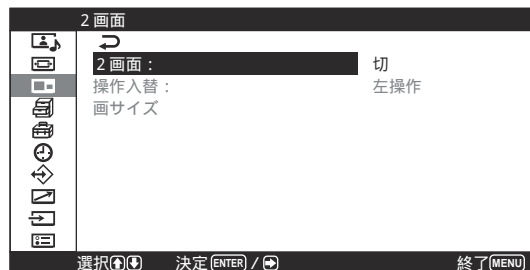 2 画面
2 画面： 切
操作入替： 左操作
画サイズ
選択 決定 ENTER / 終了 MENU